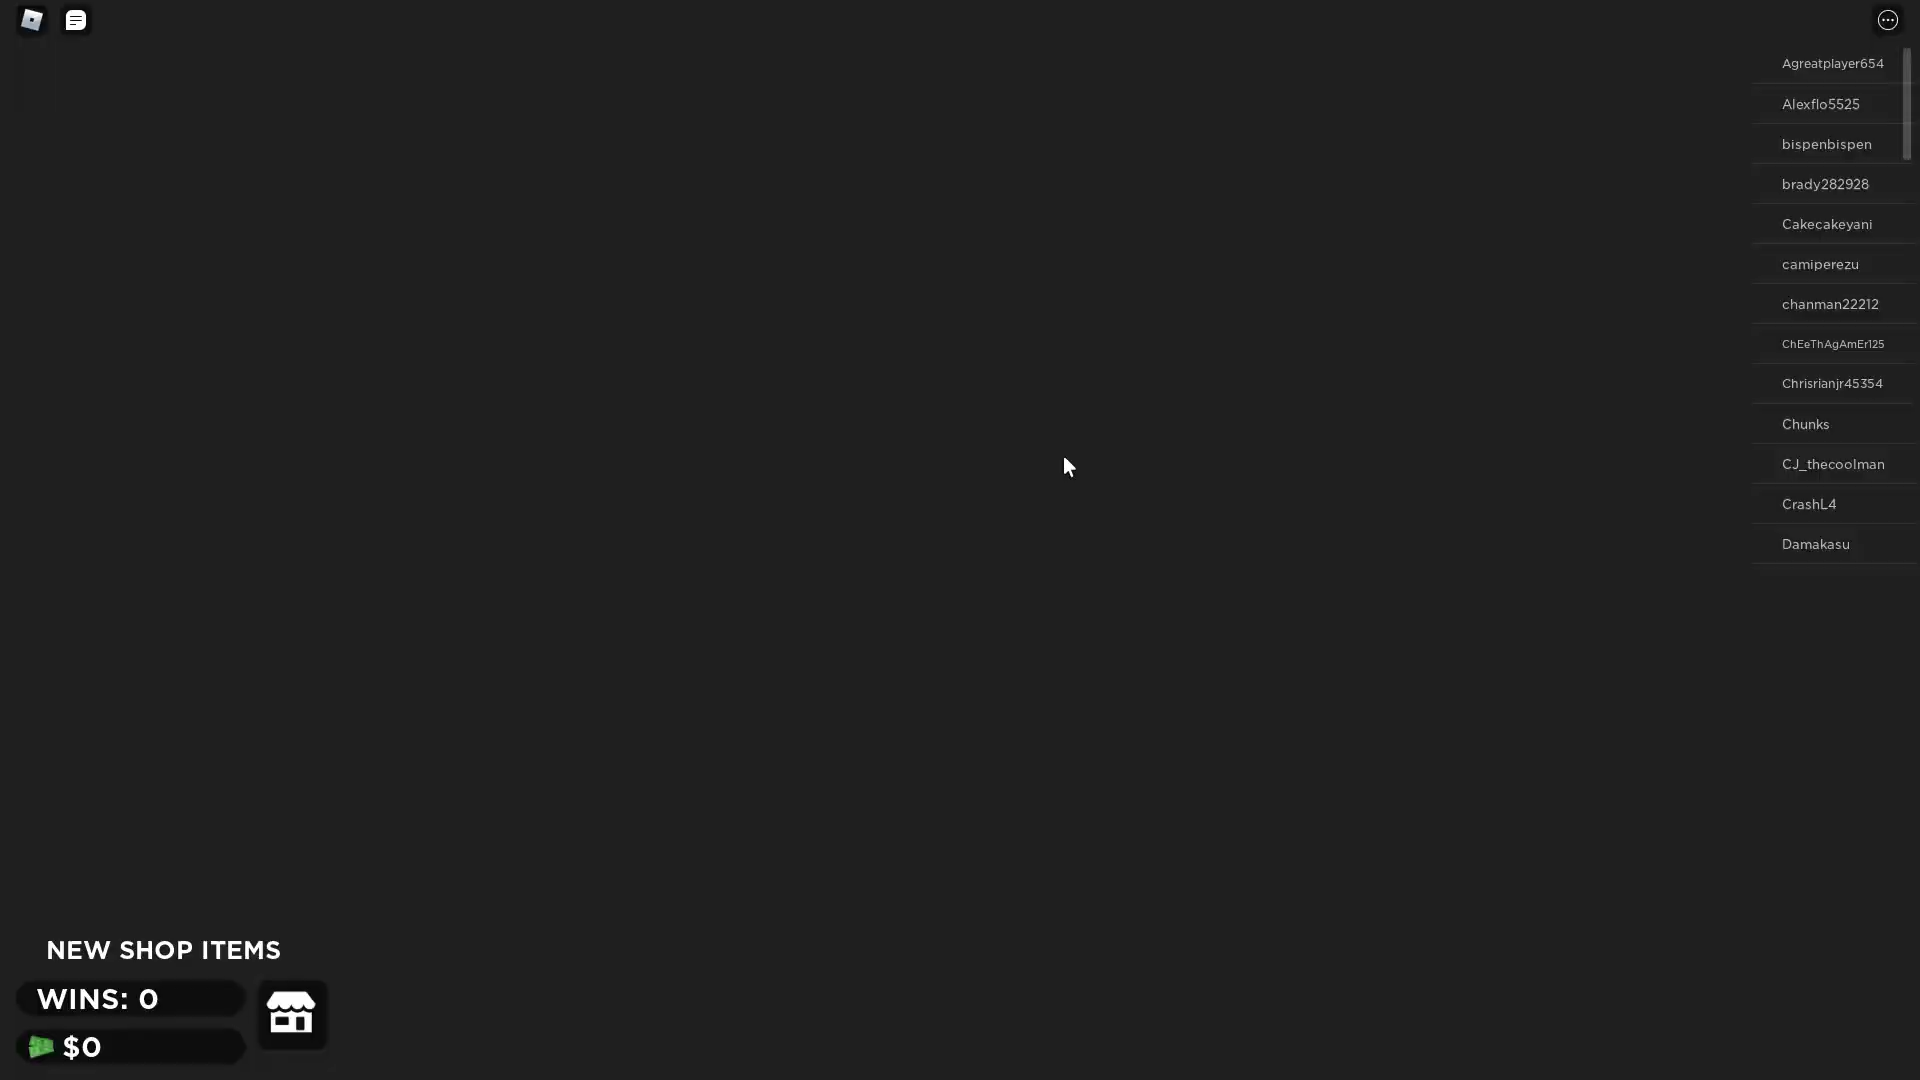 Agreatplayer654
Alexflo5525
bispenbispen
brady282928
Cakecakeyani
camiperezu
chanman22212
ChEeThAgAmEr125
Chrisrianjr45354
Chunks
CJ_thecoolman
CrashL4
Damakasu
NEW SHOP ITEMS
WINS: 0
$0